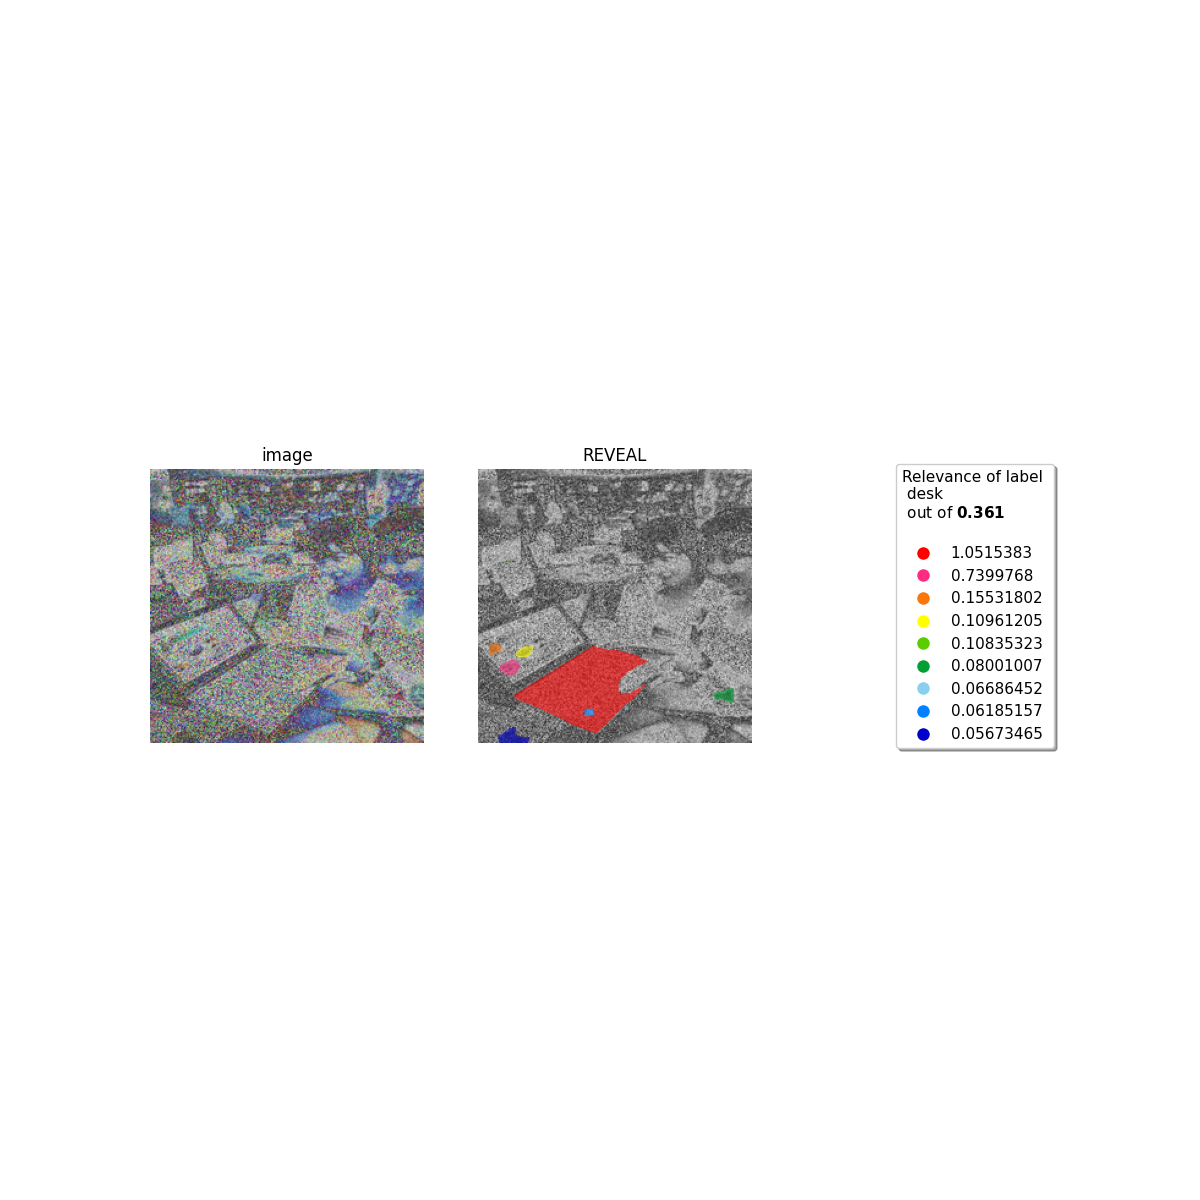 image
REVEAL
Relevance of label
desk
out of 0.361
1.0515383
0.7399768
0.15531802
0.10961205
0.10835323
0.08001007
0.06686452
0.06185157
0.05673465